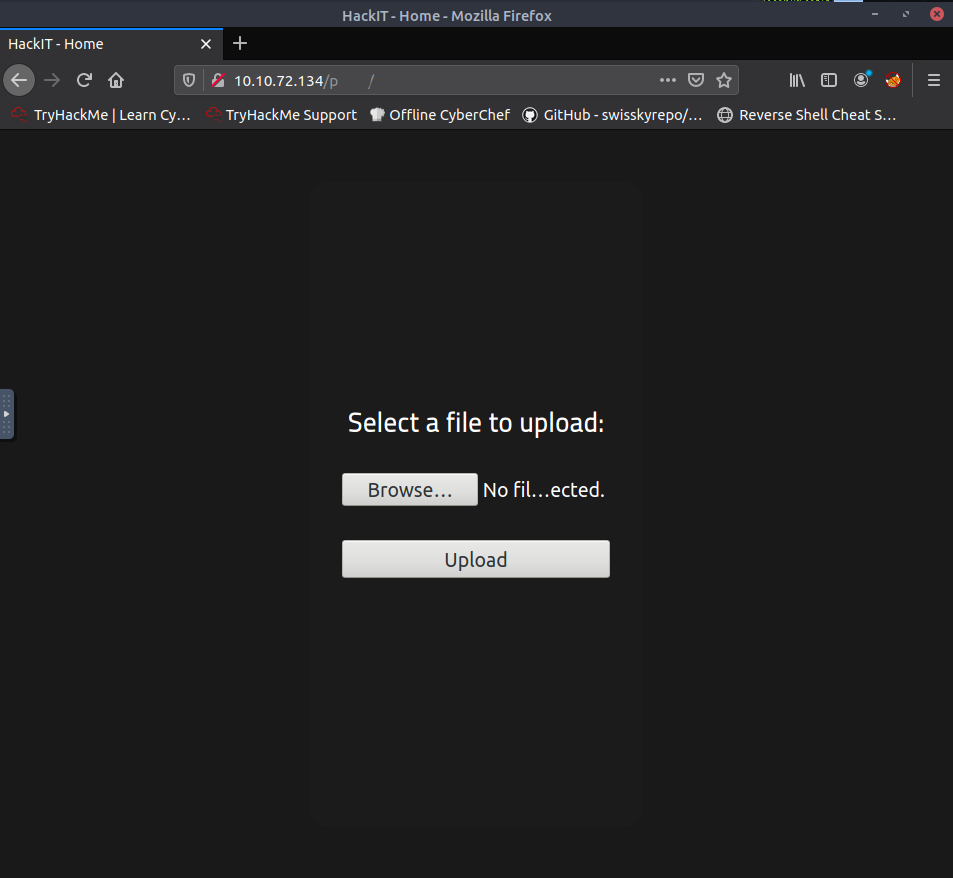 HackIT - Home - Mozilla Firefox
HackIT - Home
10.10.72.134/p /
TryHackMe | Learn Cy… TryHackMe Support Offline CyberChef GitHub - swisskyrepo/… Reverse Shell Cheat S…
Select a file to upload:
Browse… No fil…ected.
Upload